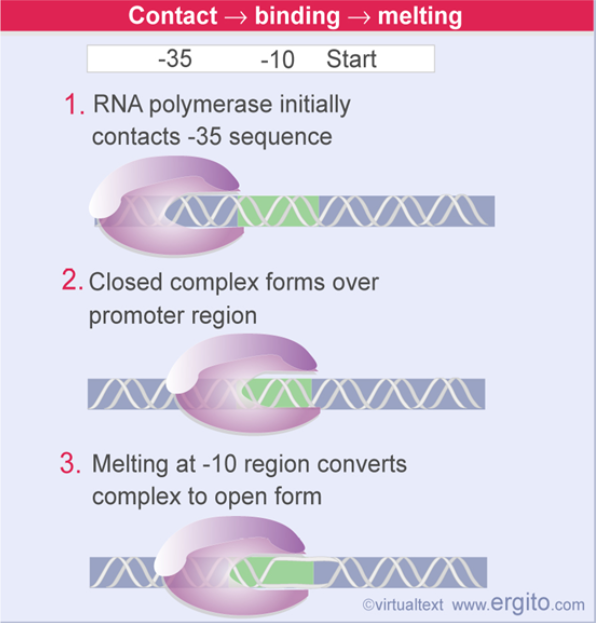 Contact → binding → melting
-35 -10 Start
1. RNA polymerase initially
contacts -35 sequence
2. Closed complex forms over
promoter region
3. Melting at -10 region converts
complex to open form
©virtualtext www.ergito.com